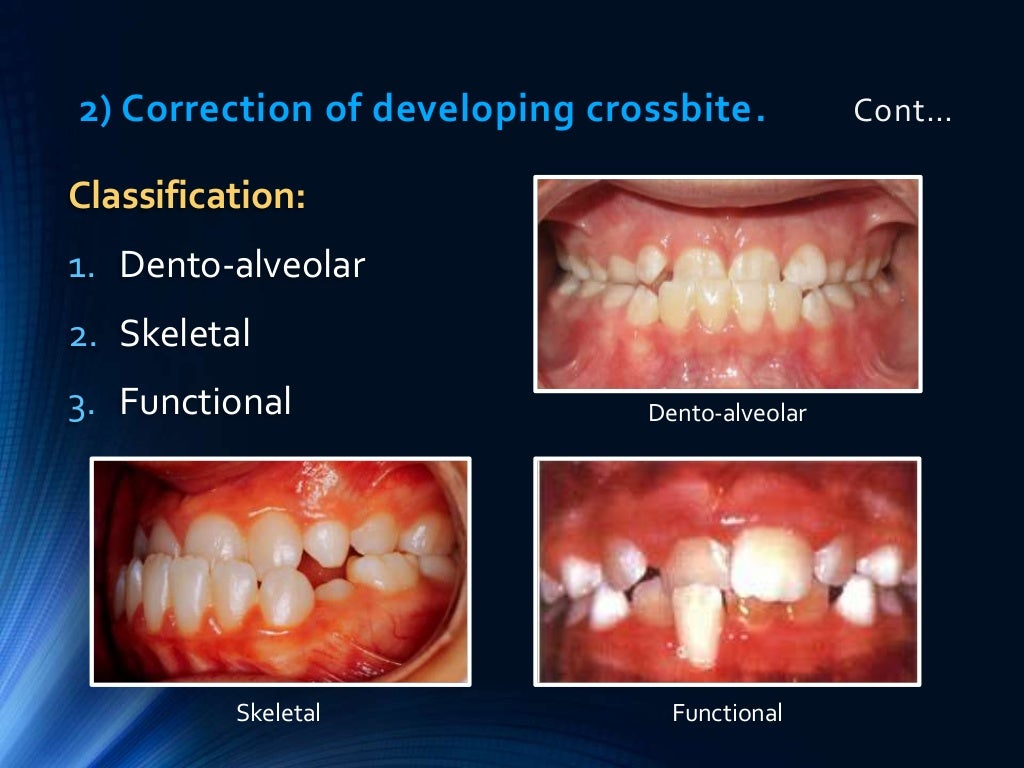 2) Correction of developing crossbite. Cont...
Classification:
1. Dento-alveolar
2. Skeletal
3. Functional
Dento-alveolar
Skeletal
Functional